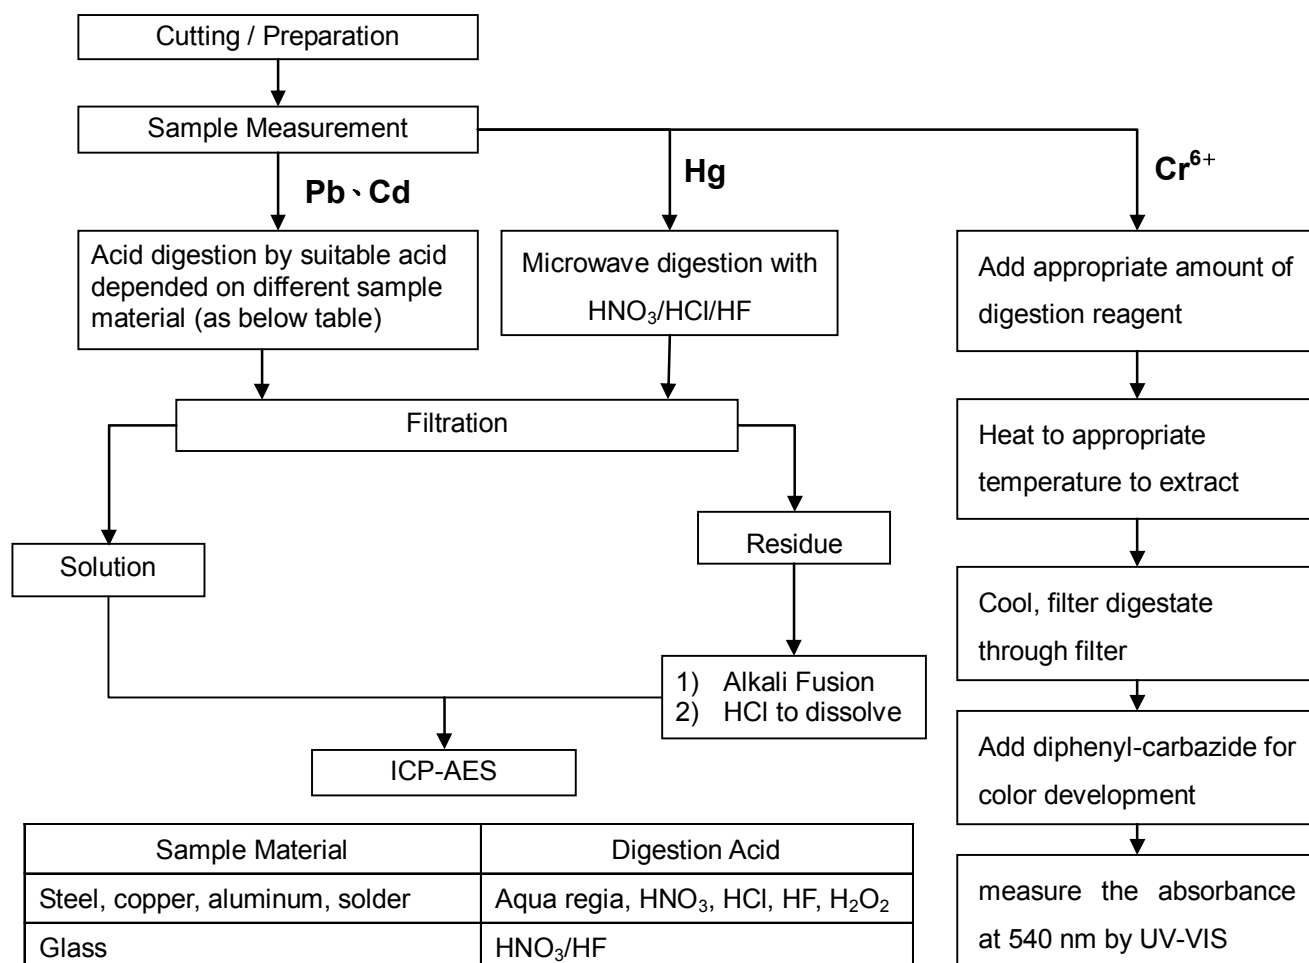 Cutting / Preparation
Sample Measurement
Pb、Cd
Hg
Cr⁶⁺
Acid digestion by suitable acid
depended on different sample
material (as below table)
Microwave digestion with
HNO₃/HCl/HF
Add appropriate amount of
digestion reagent
Filtration
Heat to appropriate
temperature to extract
Solution
Residue
Cool, filter digestate
through filter
1) Alkali Fusion
2) HCl to dissolve
ICP-AES
Add diphenyl-carbazide for
color development
measure the absorbance
at 540 nm by UV-VIS
Sample Material Digestion Acid
Steel, copper, aluminum, solder Aqua regia, HNO₃, HCl, HF, H₂O₂
Glass HNO₃/HF